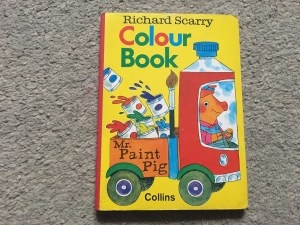 Richard Scarry
Colour
Book
Mr.
Paint
Pig
Collins